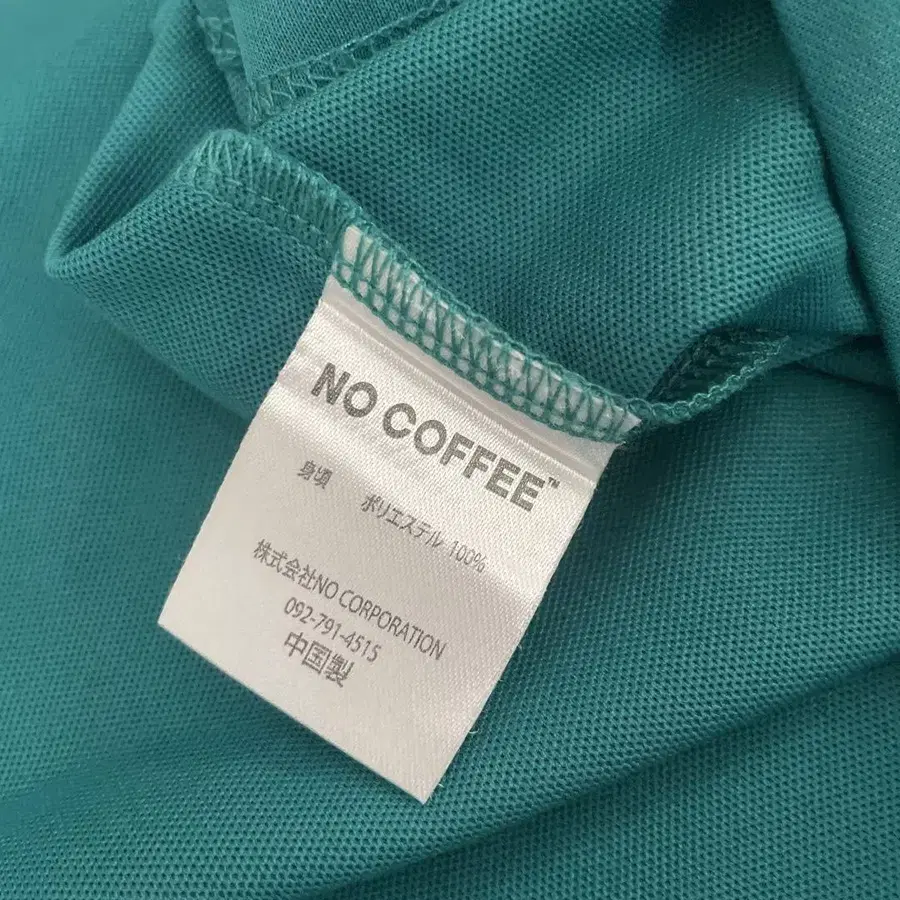 NO COFFEE™
身頃 ポリエステル 100%
株式会社NO CORPORATION
092-791-4515
中国製